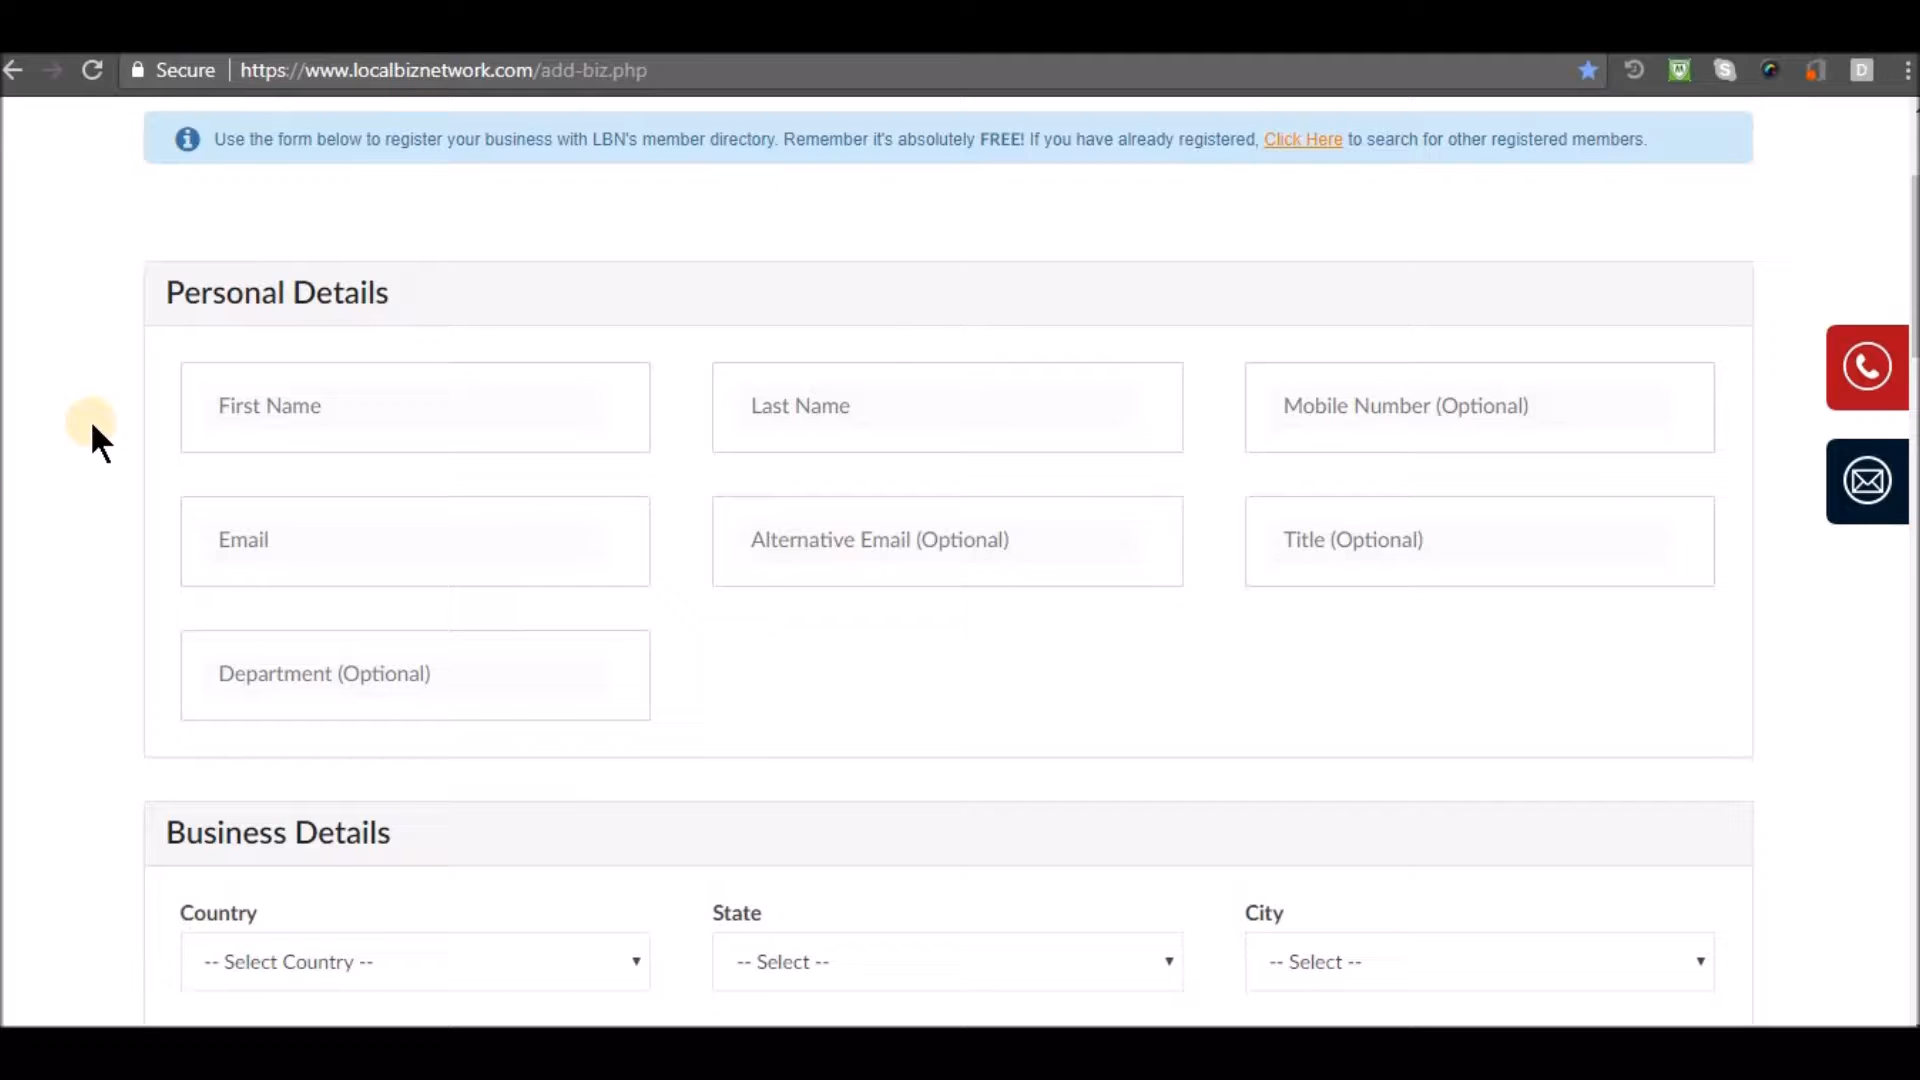 Secure | https://www.localbiznetwork.com/add-biz.php
S
D
Use the form below to register your business with LBN's member directory. Remember it's absolutely FREE! If you have already registered, Click Here to search for other registered members.
Personal Details
First Name
Last Name
Mobile Number (Optional)
Email
Alternative Email (Optional)
Title (Optional)
Department (Optional)
Business Details
Country
State
City
-- Select Country --
-- Select --
-- Select --